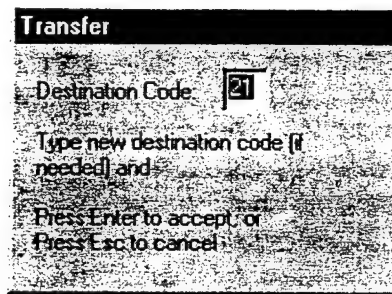 Transfer
Destination Code 21
Type new destination code (if
needed) and
Press Enter to accept, or
Press Esc to cancel